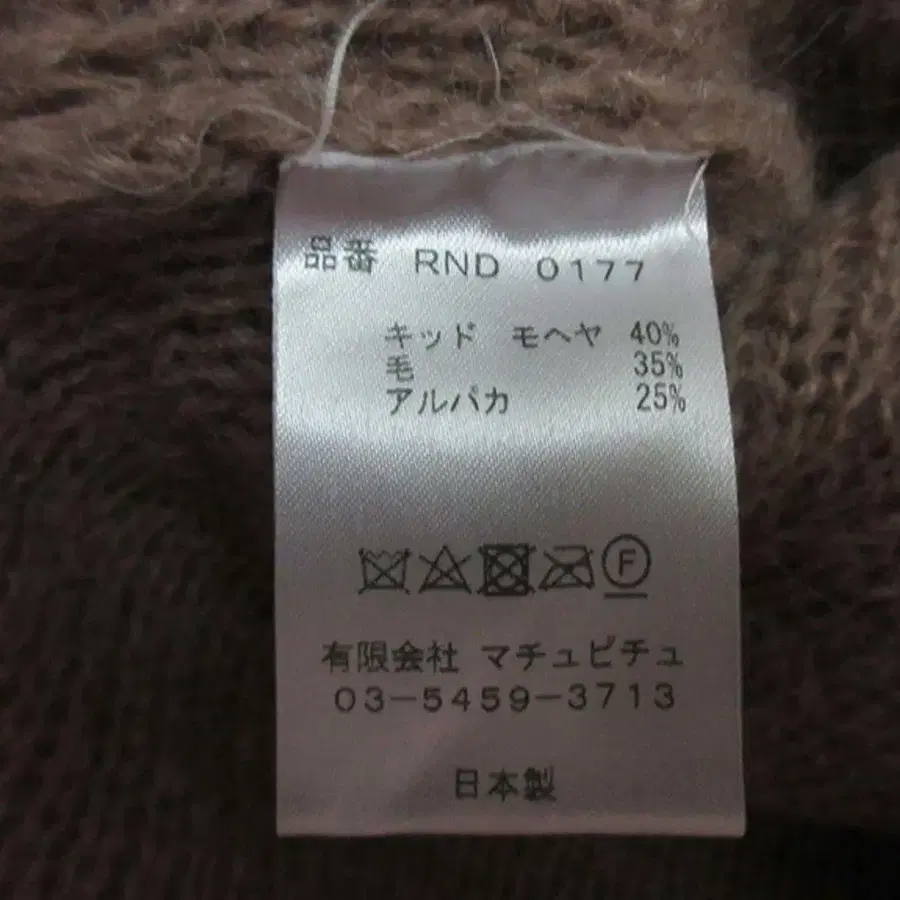 品番 RND 0177
キッド モヘヤ 40%
毛 35%
アルパカ 25%
F
有限会社 マチュピチュ
03-5459-3713
日本製